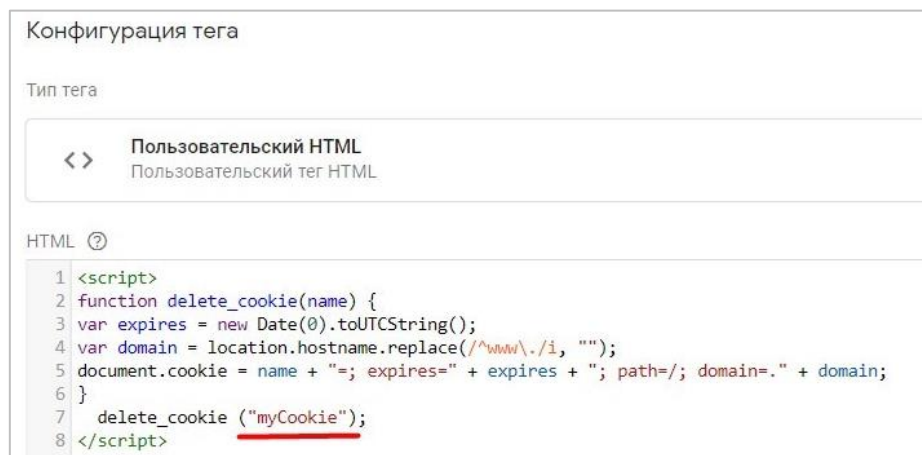 Конфигурация тега
Тип тега
Пользовательский HTML
Пользовательский тег HTML
HTML
1 <script>
2 function delete_cookie(name) {
3 var expires = new Date(0).toUTCString();
4 var domain = location.hostname.replace(/^www\./i, "");
5 document.cookie = name + "=; expires=" + expires + "; path=/; domain=." + domain;
6 }
7   delete_cookie ("myCookie");
8 </script>